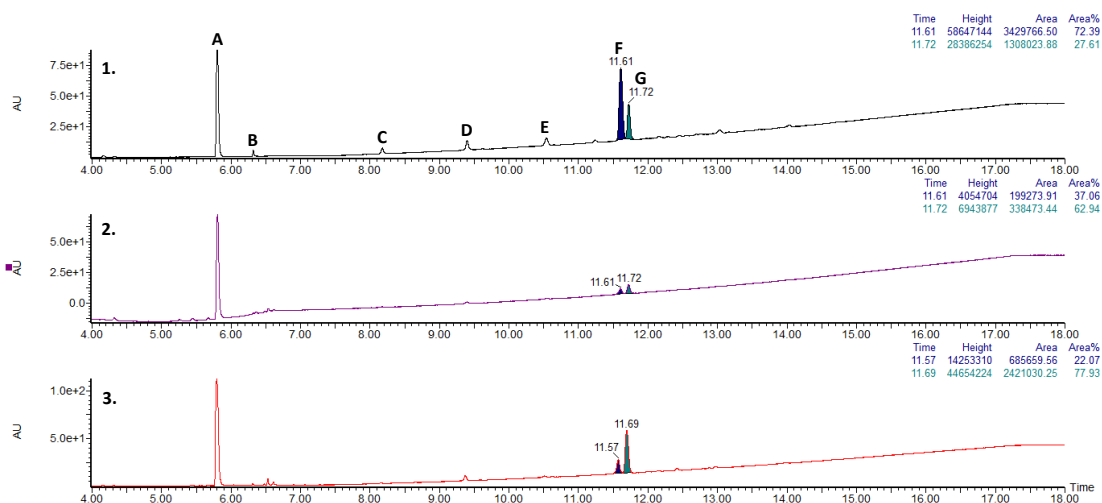 Time Height Area Area%
11.61 58647144 3429766.50 72.39
11.72 28386254 1308023.88 27.61
1.
A
B
C
D
E
F
11.61
G
11.72
AU
7.5e+1
5.0e+1
2.5e+1
4.00 5.00 6.00 7.00 8.00 9.00 10.00 11.00 12.00 13.00 14.00 15.00 16.00 17.00 18.00
Time Height Area Area%
11.61 4054704 199273.91 37.06
11.72 6943877 338473.44 62.94
2.
11.61 11.72
AU
5.0e+1
2.5e+1
0.0
4.00 5.00 6.00 7.00 8.00 9.00 10.00 11.00 12.00 13.00 14.00 15.00 16.00 17.00 18.00
Time Height Area Area%
11.57 14253310 685659.56 22.07
11.69 44654224 2421030.25 77.93
3.
11.57
11.69
AU
1.0e+2
5.0e+1
4.00 5.00 6.00 7.00 8.00 9.00 10.00 11.00 12.00 13.00 14.00 15.00 16.00 17.00 18.00
Time